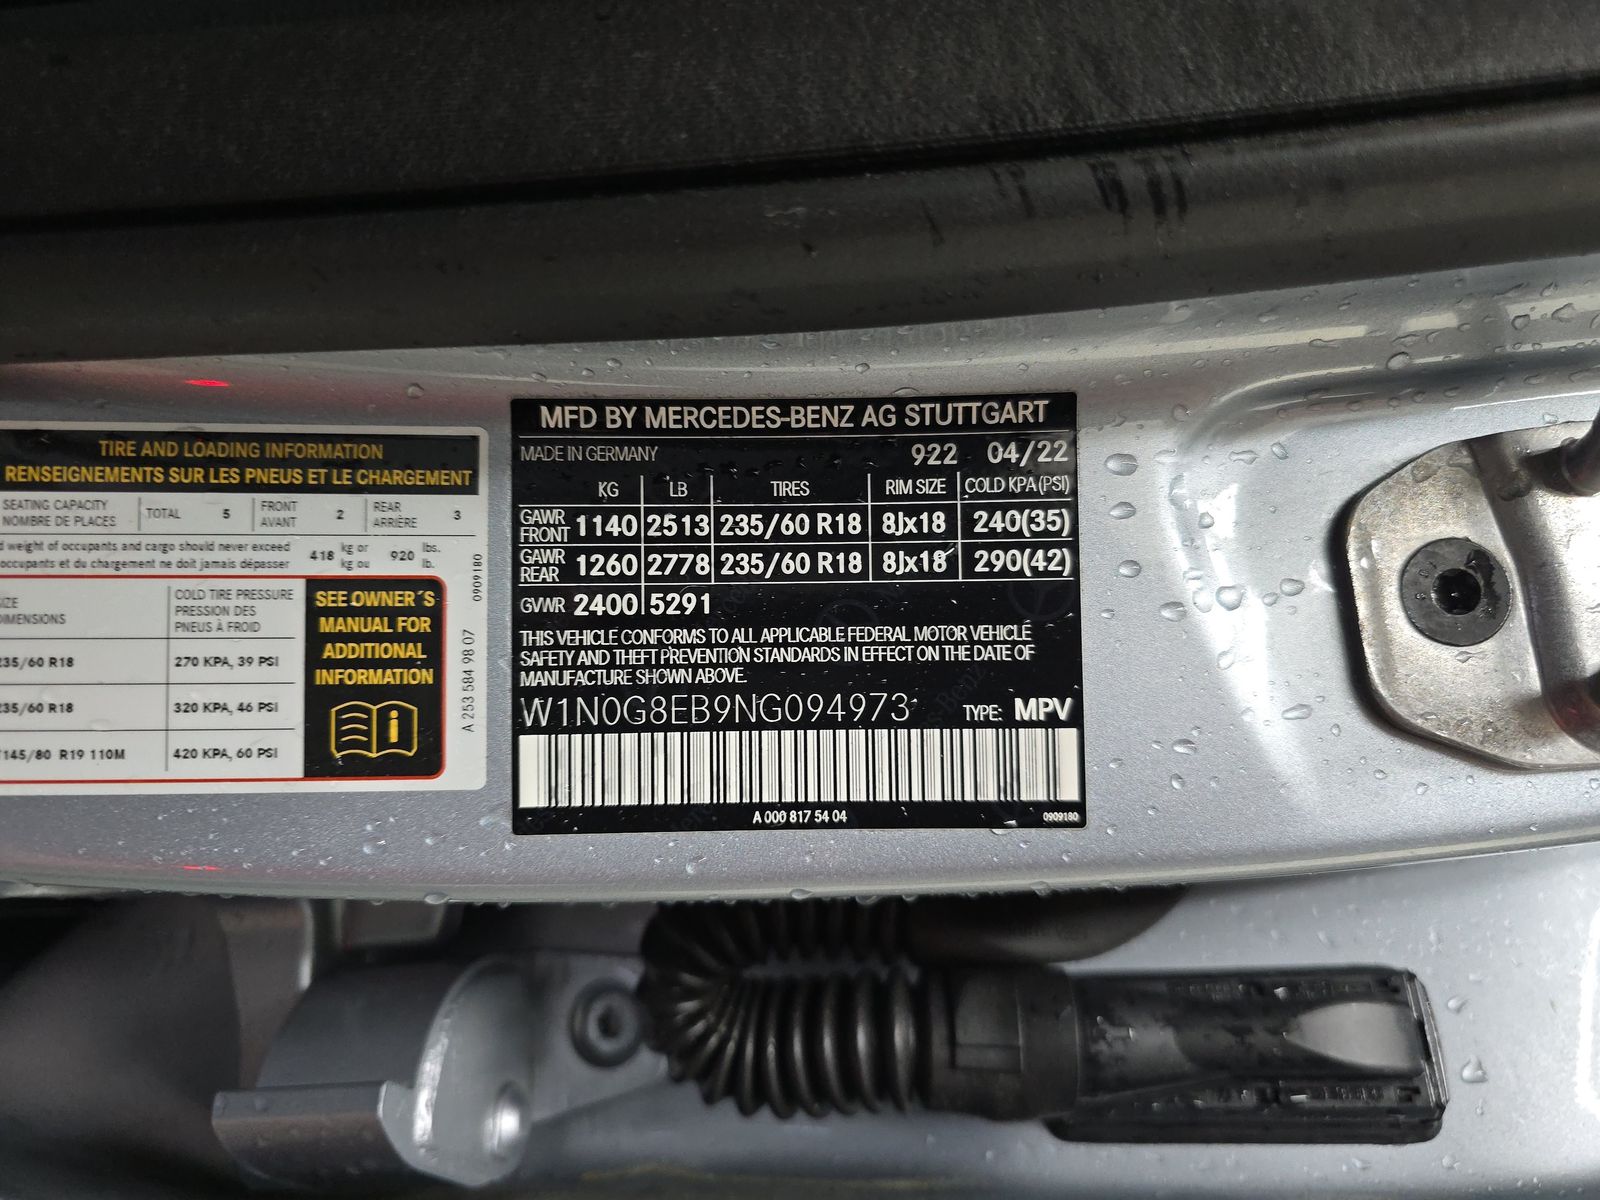 TIRE AND LOADING INFORMATION
RENSEIGNEMENTS SUR LES PNEUS ET LE CHARGEMENT
SEATING CAPACITY
NOMBRE DE PLACES
TOTAL 5
FRONT
AVANT
2
REAR
ARRIÈRE
3
d weight of occupants and cargo should never exceed
occupants et du chargement ne doit jamais dépasser
418 kg or
kg ou
920 lbs.
lb.
IZE
DIMENSIONS
COLD TIRE PRESSURE
PRESSION DES
PNEUS À FROID
235/60 R18 270 KPA, 39 PSI
235/60 R18 320 KPA, 46 PSI
T145/80 R19 110M 420 KPA, 60 PSI
SEE OWNER´S
MANUAL FOR
ADDITIONAL
INFORMATION
i
A 253 584 98 07
0909180
MFD BY MERCEDES-BENZ AG STUTTGART
MADE IN GERMANY 922 04/22
KG LB TIRES RIM SIZE COLD KPA(PSI)
GAWR
FRONT 1140 2513 235/60 R18 8Jx18 240(35)
GAWR
REAR 1260 2778 235/60 R18 8Jx18 290(42)
GVWR 2400 5291
THIS VEHICLE CONFORMS TO ALL APPLICABLE FEDERAL MOTOR VEHICLE
SAFETY AND THEFT PREVENTION STANDARDS IN EFFECT ON THE DATE OF
MANUFACTURE SHOWN ABOVE.
W1N0G8EB9NG094973 TYPE: MPV
A 000 817 54 04 0909180